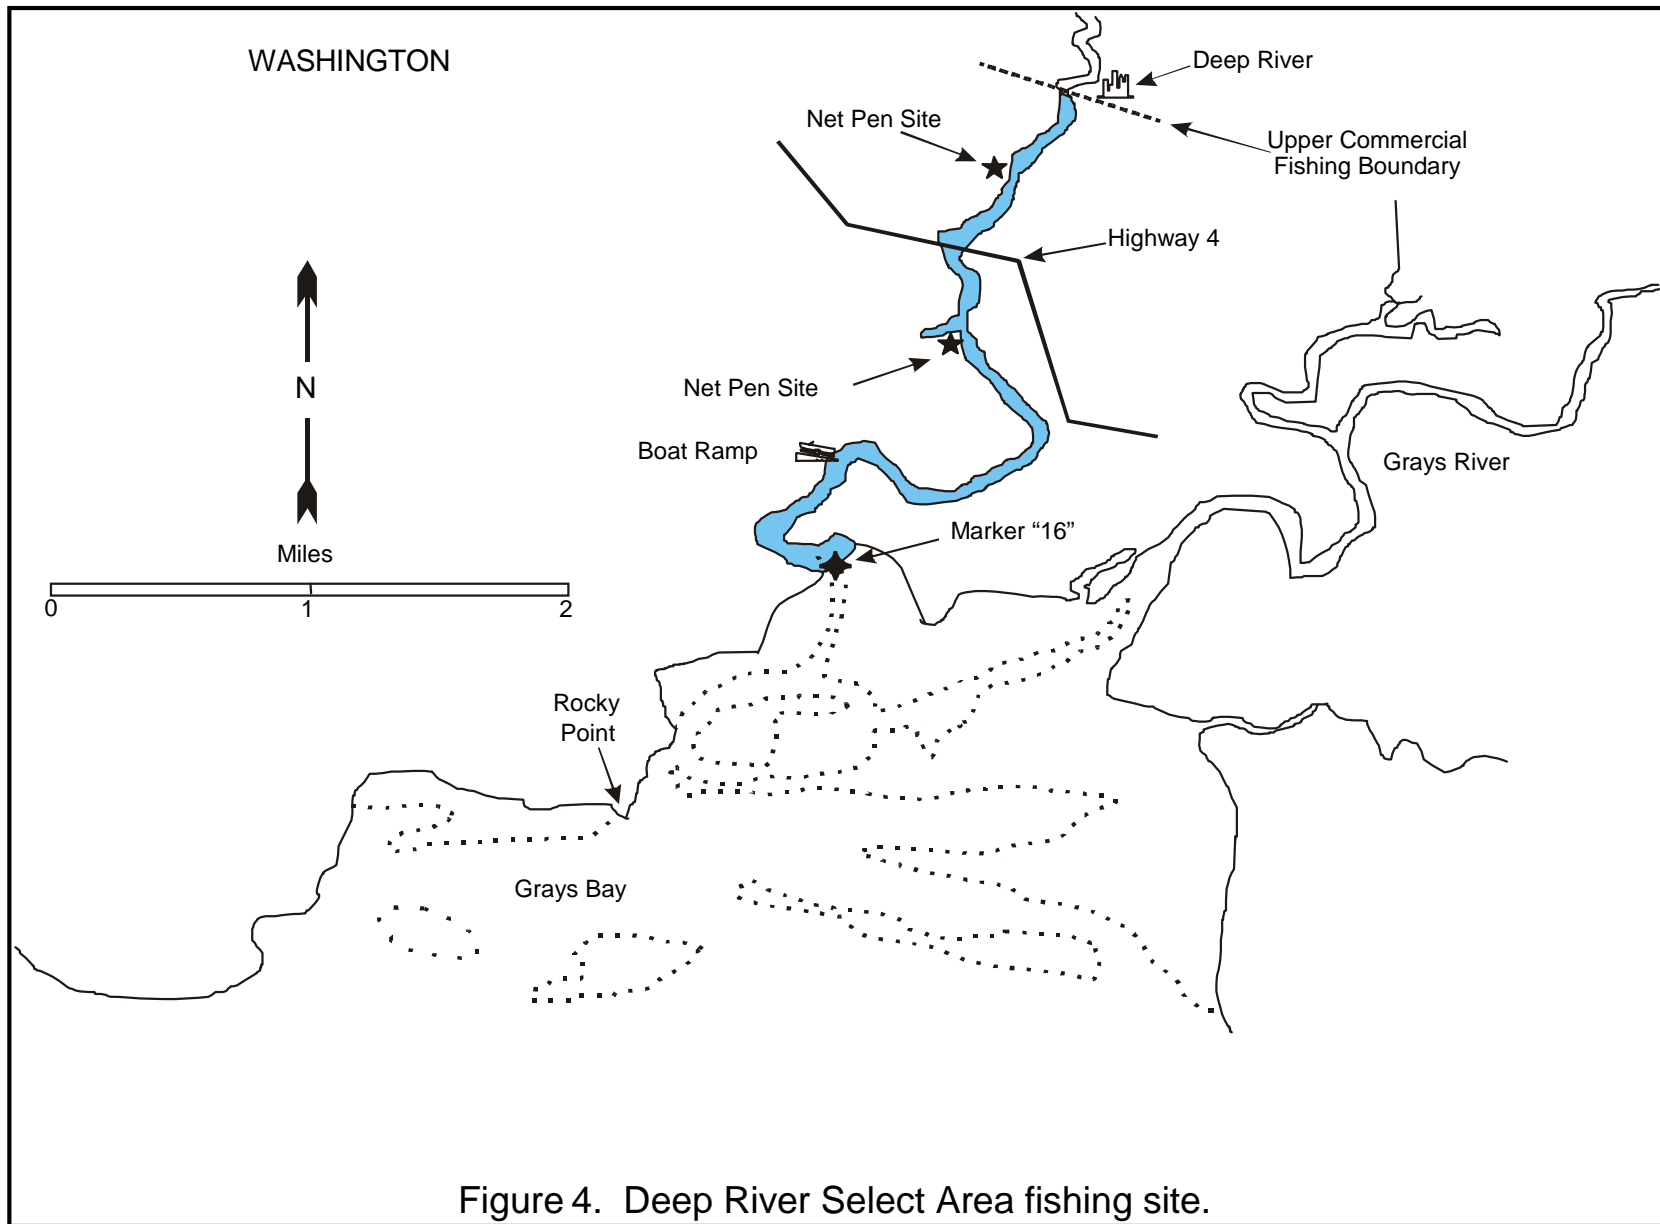 WASHINGTON
Deep River
Net Pen Site
Upper Commercial
Fishing Boundary
Highway 4
N
Net Pen Site
Boat Ramp
Grays River
Marker “16”
Miles
0 1 2
Rocky
Point
Grays Bay
Figure 4. Deep River Select Area fishing site.